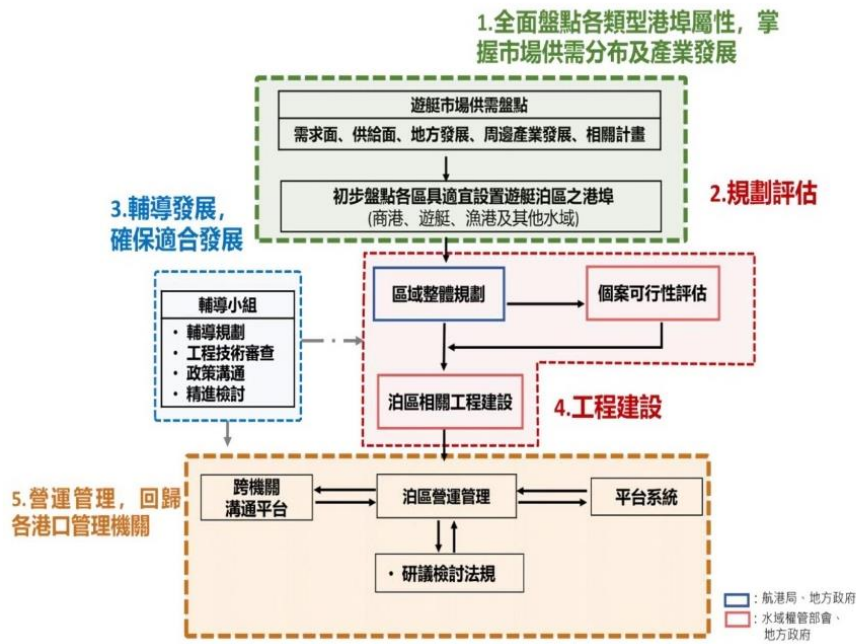 1.全面盤點各類型港埠屬性，掌
握市場供需分布及產業發展
遊艇市場供需盤點
需求面、供給面、地方發展、周邊產業發展、相關計畫
初步盤點各區具適宜設置遊艇泊區之港埠
(商港、遊艇、漁港及其他水域)
2.規劃評估
3.輔導發展，
確保適合發展
輔導小組
• 輔導規劃
• 工程技術審查
• 政策溝通
• 精進檢討
區域整體規劃
個案可行性評估
泊區相關工程建設
4.工程建設
5.營運管理，回歸
各港口管理機關
跨機關
溝通平台
泊區營運管理
平台系統
• 研議檢討法規
：航港局、地方政府
：水域權管部會、
地方政府